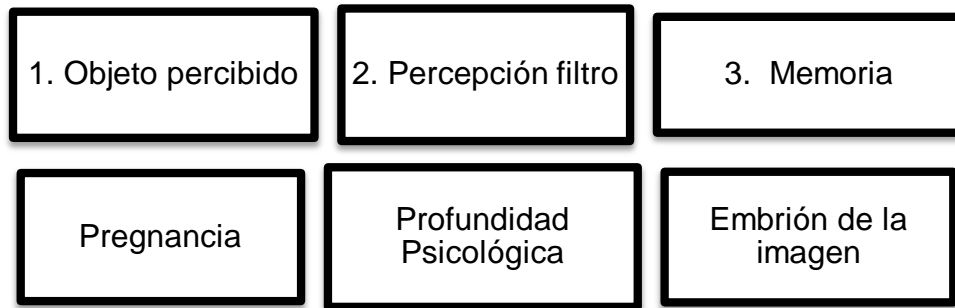 1. Objeto percibido
2. Percepción filtro
3. Memoria
Pregnancia
Profundidad
Psicológica
Embrión de la
imagen